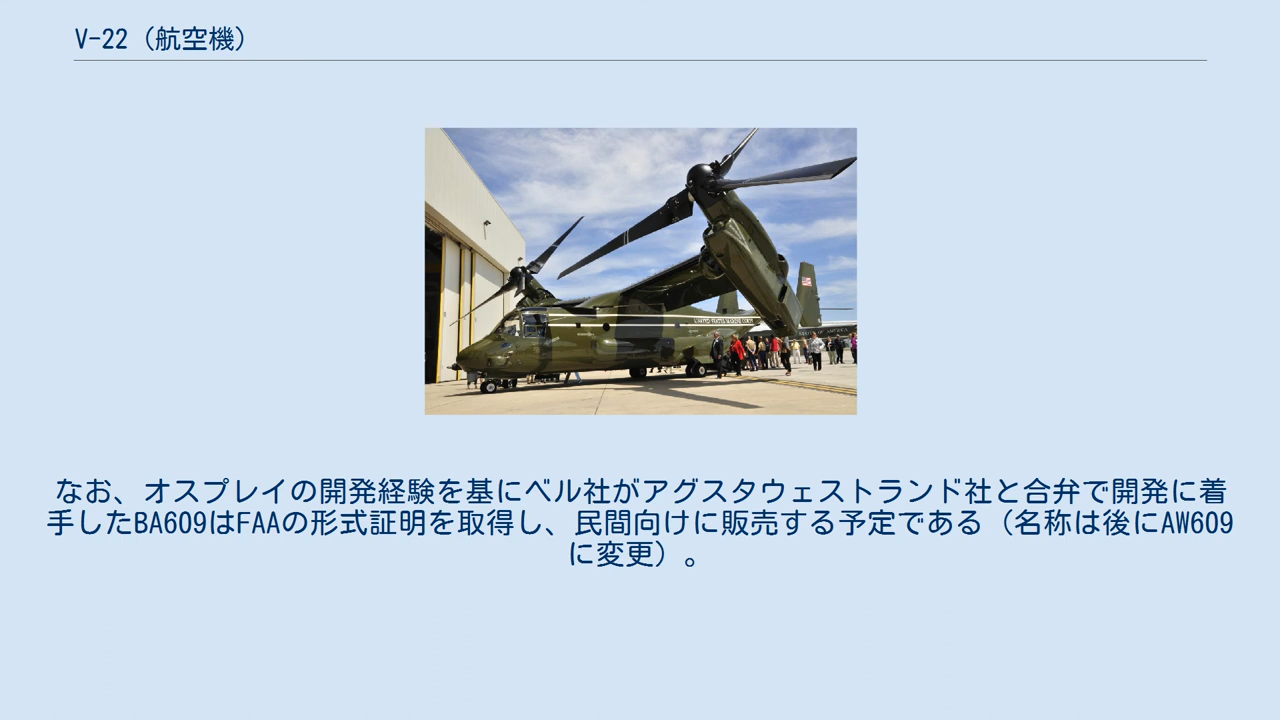 V-22（航空機）
UNITED STATES MARINE CORPS
なお、オスプレイの開発経験を基にベル社がアグスタウェストランド社と合弁で開発に着
手したBA609はFAAの形式証明を取得し、民間向けに販売する予定である（名称は後にAW609
に変更）。